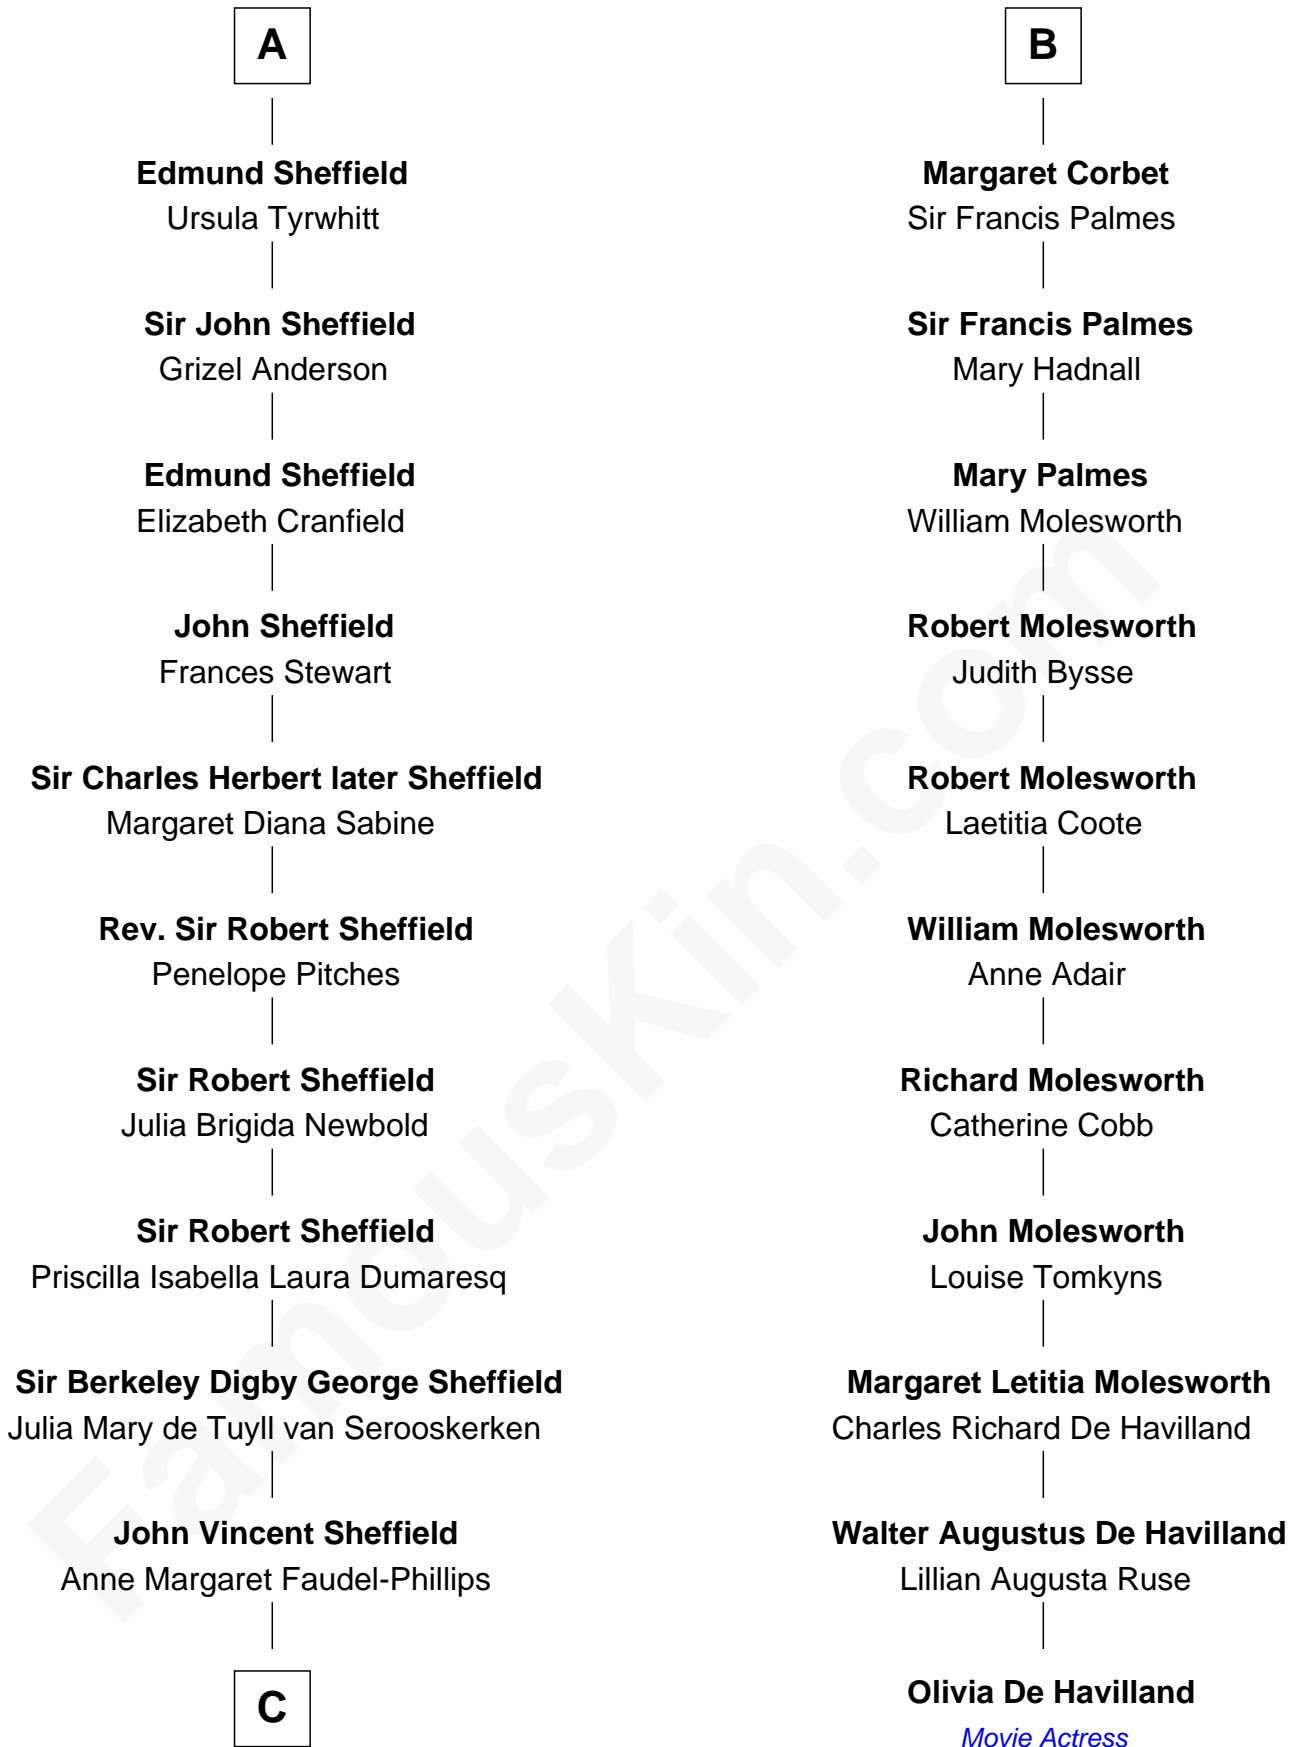 A
Edmund Sheffield
Ursula Tyrwhitt
Sir John Sheffield
Grizel Anderson
Edmund Sheffield
Elizabeth Cranfield
John Sheffield
Frances Stewart
Sir Charles Herbert later Sheffield
Margaret Diana Sabine
Rev. Sir Robert Sheffield
Penelope Pitches
Sir Robert Sheffield
Julia Brigida Newbold
Sir Robert Sheffield
Priscilla Isabella Laura Dumaresq
Sir Berkeley Digby George Sheffield
Julia Mary de Tuyll van Serooskerken
John Vincent Sheffield
Anne Margaret Faudel-Phillips
C
B
Margaret Corbet
Sir Francis Palmes
Sir Francis Palmes
Mary Hadnall
Mary Palmes
William Molesworth
Robert Molesworth
Judith Bysse
Robert Molesworth
Laetitia Coote
William Molesworth
Anne Adair
Richard Molesworth
Catherine Cobb
John Molesworth
Louise Tomkyns
Margaret Letitia Molesworth
Charles Richard De Havilland
Walter Augustus De Havilland
Lillian Augusta Ruse
Olivia De Havilland
Movie Actress
FamousKin.com